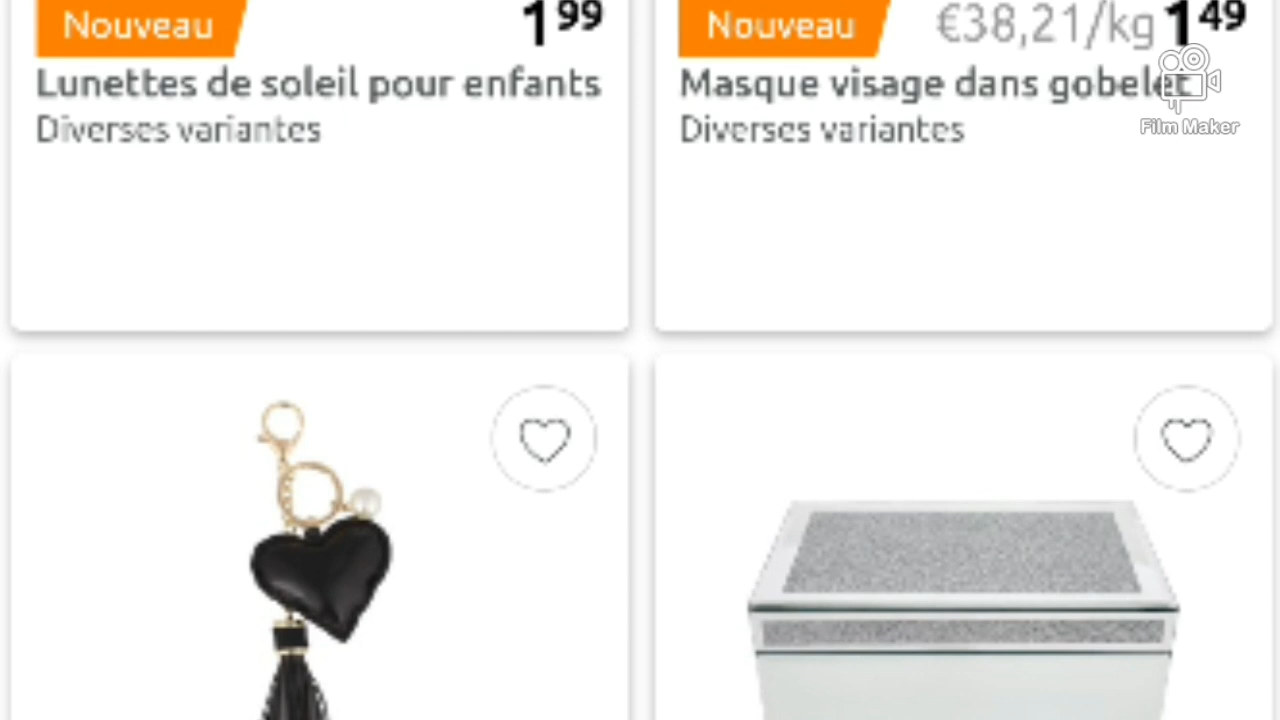 Nouveau
1 99
Lunettes de soleil pour enfants
Diverses variantes
Nouveau
€38,21/kg 1 49
Masque visage dans gobelet
Diverses variantes
Film Maker